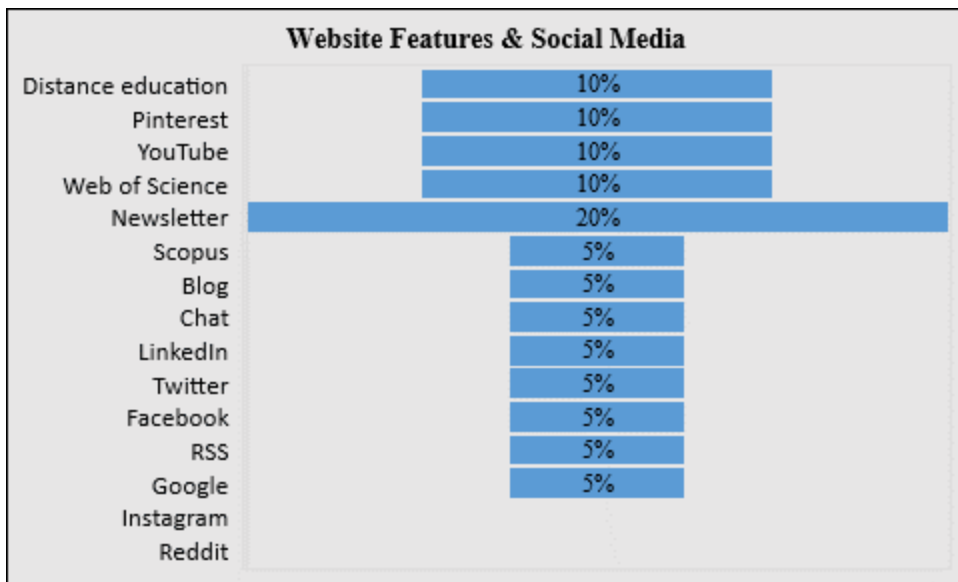 Website Features & Social Media
Distance education 10%
Pinterest 10%
YouTube 10%
Web of Science 10%
Newsletter 20%
Scopus 5%
Blog 5%
Chat 5%
LinkedIn 5%
Twitter 5%
Facebook 5%
RSS 5%
Google 5%
Instagram
Reddit